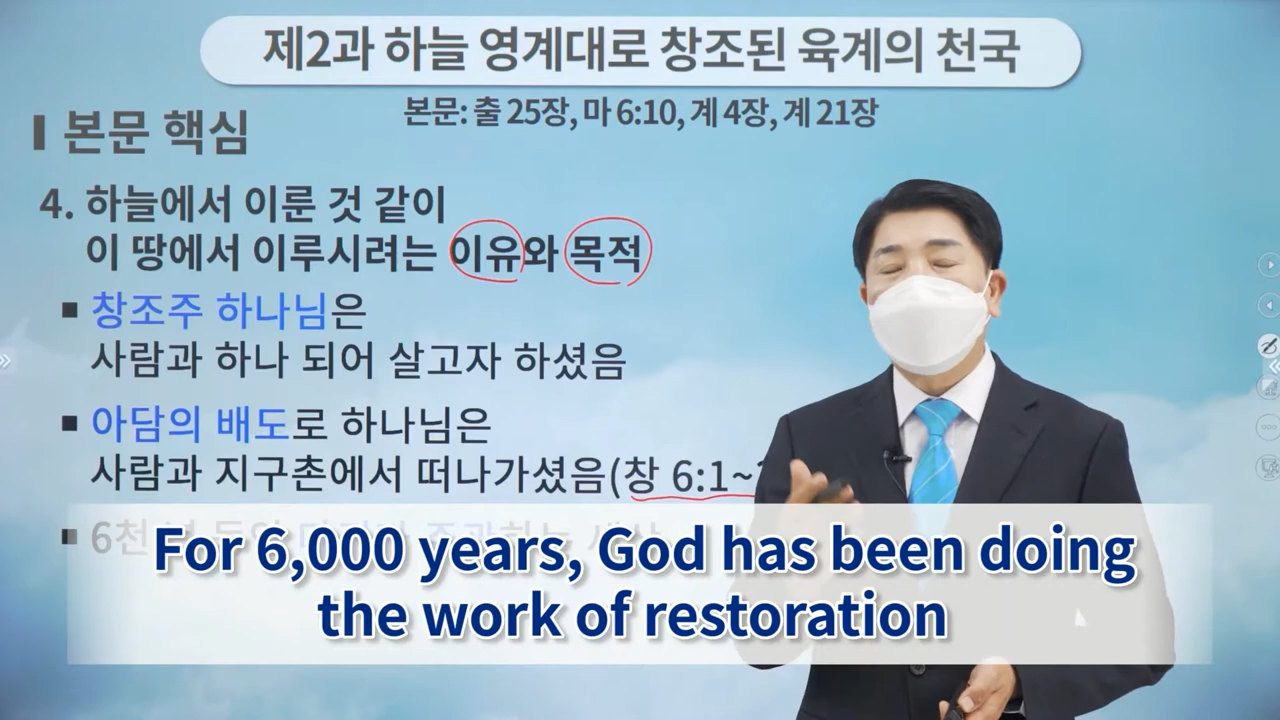 제2과 하늘 영계대로 창조된 육계의 천국
본문: 출 25장, 마 6:10, 계 4장, 계 21장
본문 핵심
4. 하늘에서 이룬 것 같이
이 땅에서 이루시려는 이유와 목적
창조주 하나님은
사람과 하나 되어 살고자 하셨음
아담의 배도로 하나님은
사람과 지구촌에서 떠나가셨음(창 6:1~
6천 년 동안
For 6,000 years, God has been doing
the work of restoration